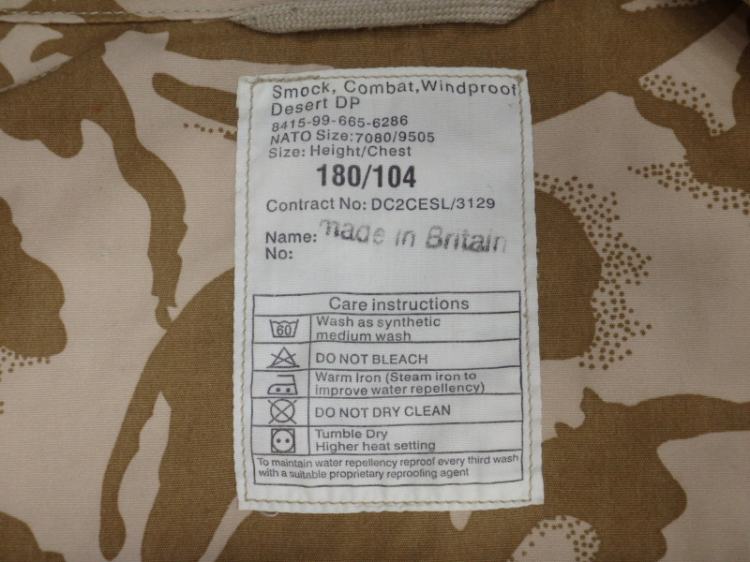 Smock, Combat, Windproof
Desert DP
8415-99-665-6286
NATO Size:7080/9505
Size: Height/Chest
180/104
Contract No: DC2CESL/3129
Name: made in Britain
No:
Care instructions
60 Wash as synthetic
medium wash
DO NOT BLEACH
Warm Iron (Steam iron to
improve water repellency)
DO NOT DRY CLEAN
Tumble Dry
Higher heat setting
To maintain water repellency reproof every third wash
with a suitable proprietary reproofing agent